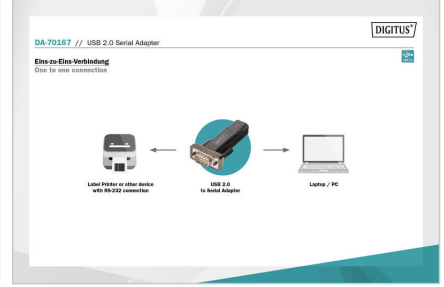 DIGITUS®
DA-70167 // USB 2.0 Serial Adapter
Eins-zu-Eins-Verbindung
One to one connection
Label Printer or other device
with RS-232 connection
USB 2.0
to Serial Adapter
Laptop / PC